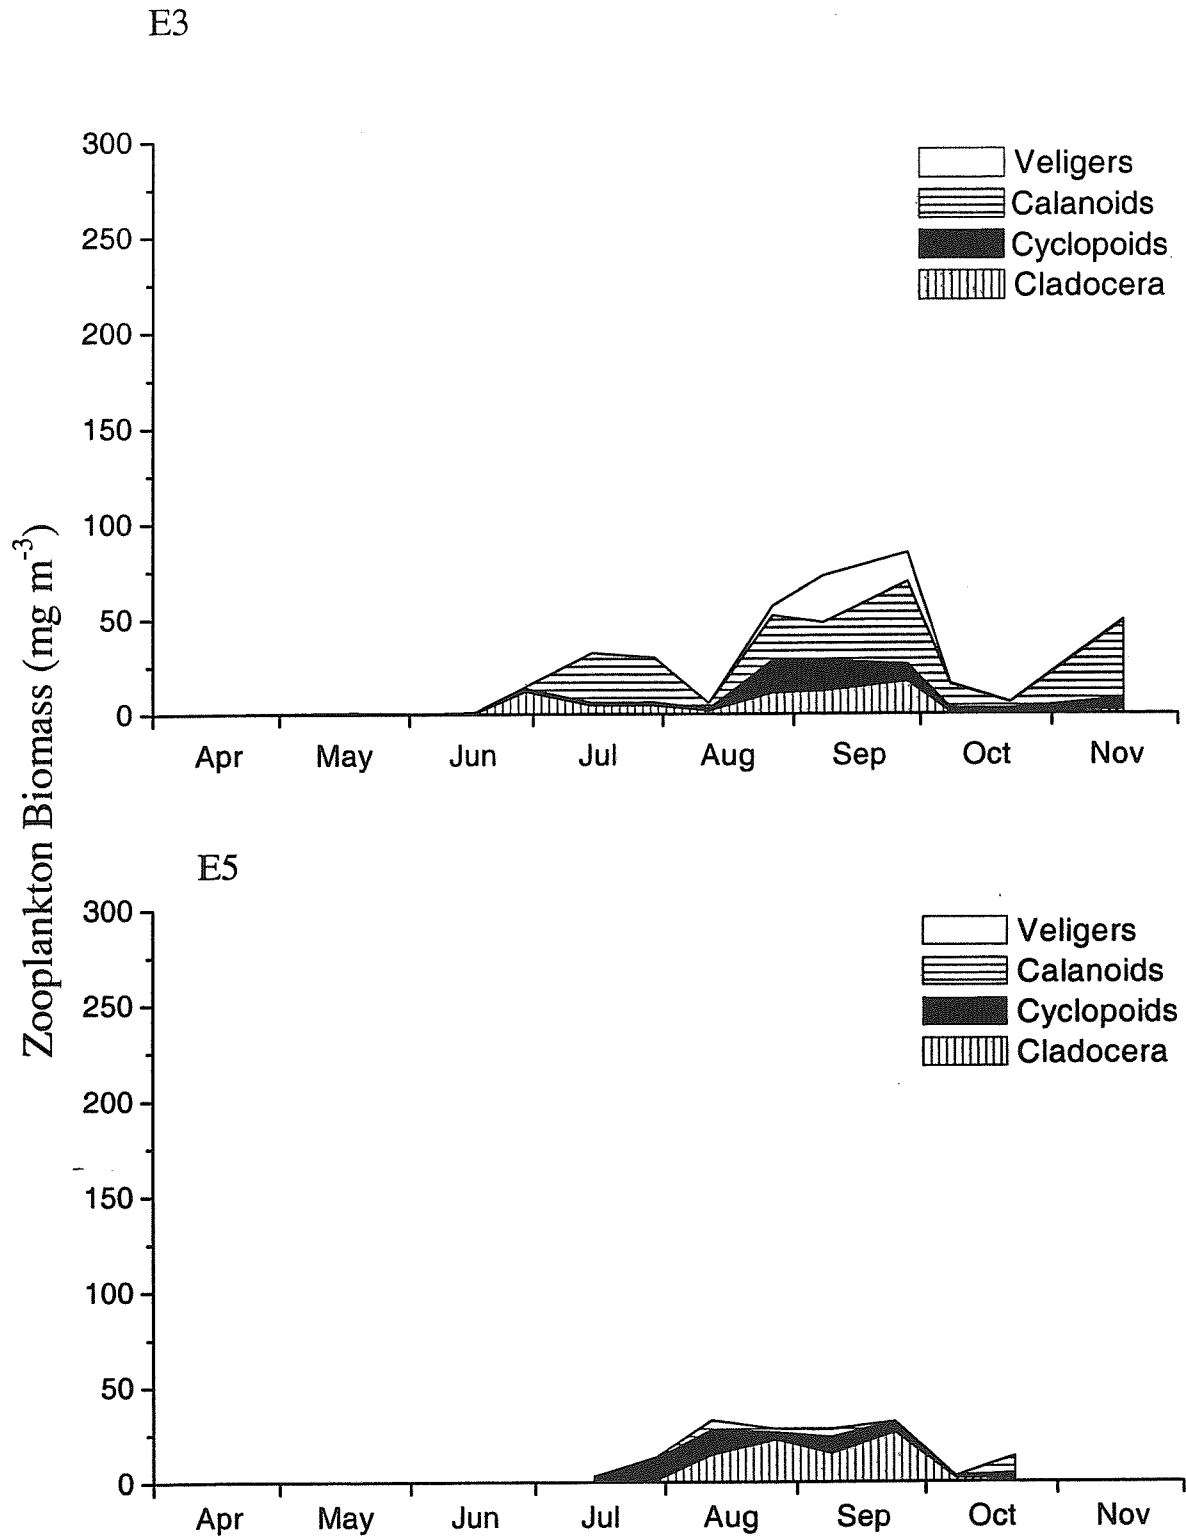 E3
300
250
200
150
100
50
0
Veligers
Calanoids
Cyclopoids
Cladocera
Apr May Jun Jul Aug Sep Oct Nov
Zooplankton Biomass (mg m⁻³)
E5
300
250
200
150
100
50
0
Veligers
Calanoids
Cyclopoids
Cladocera
Apr May Jun Jul Aug Sep Oct Nov